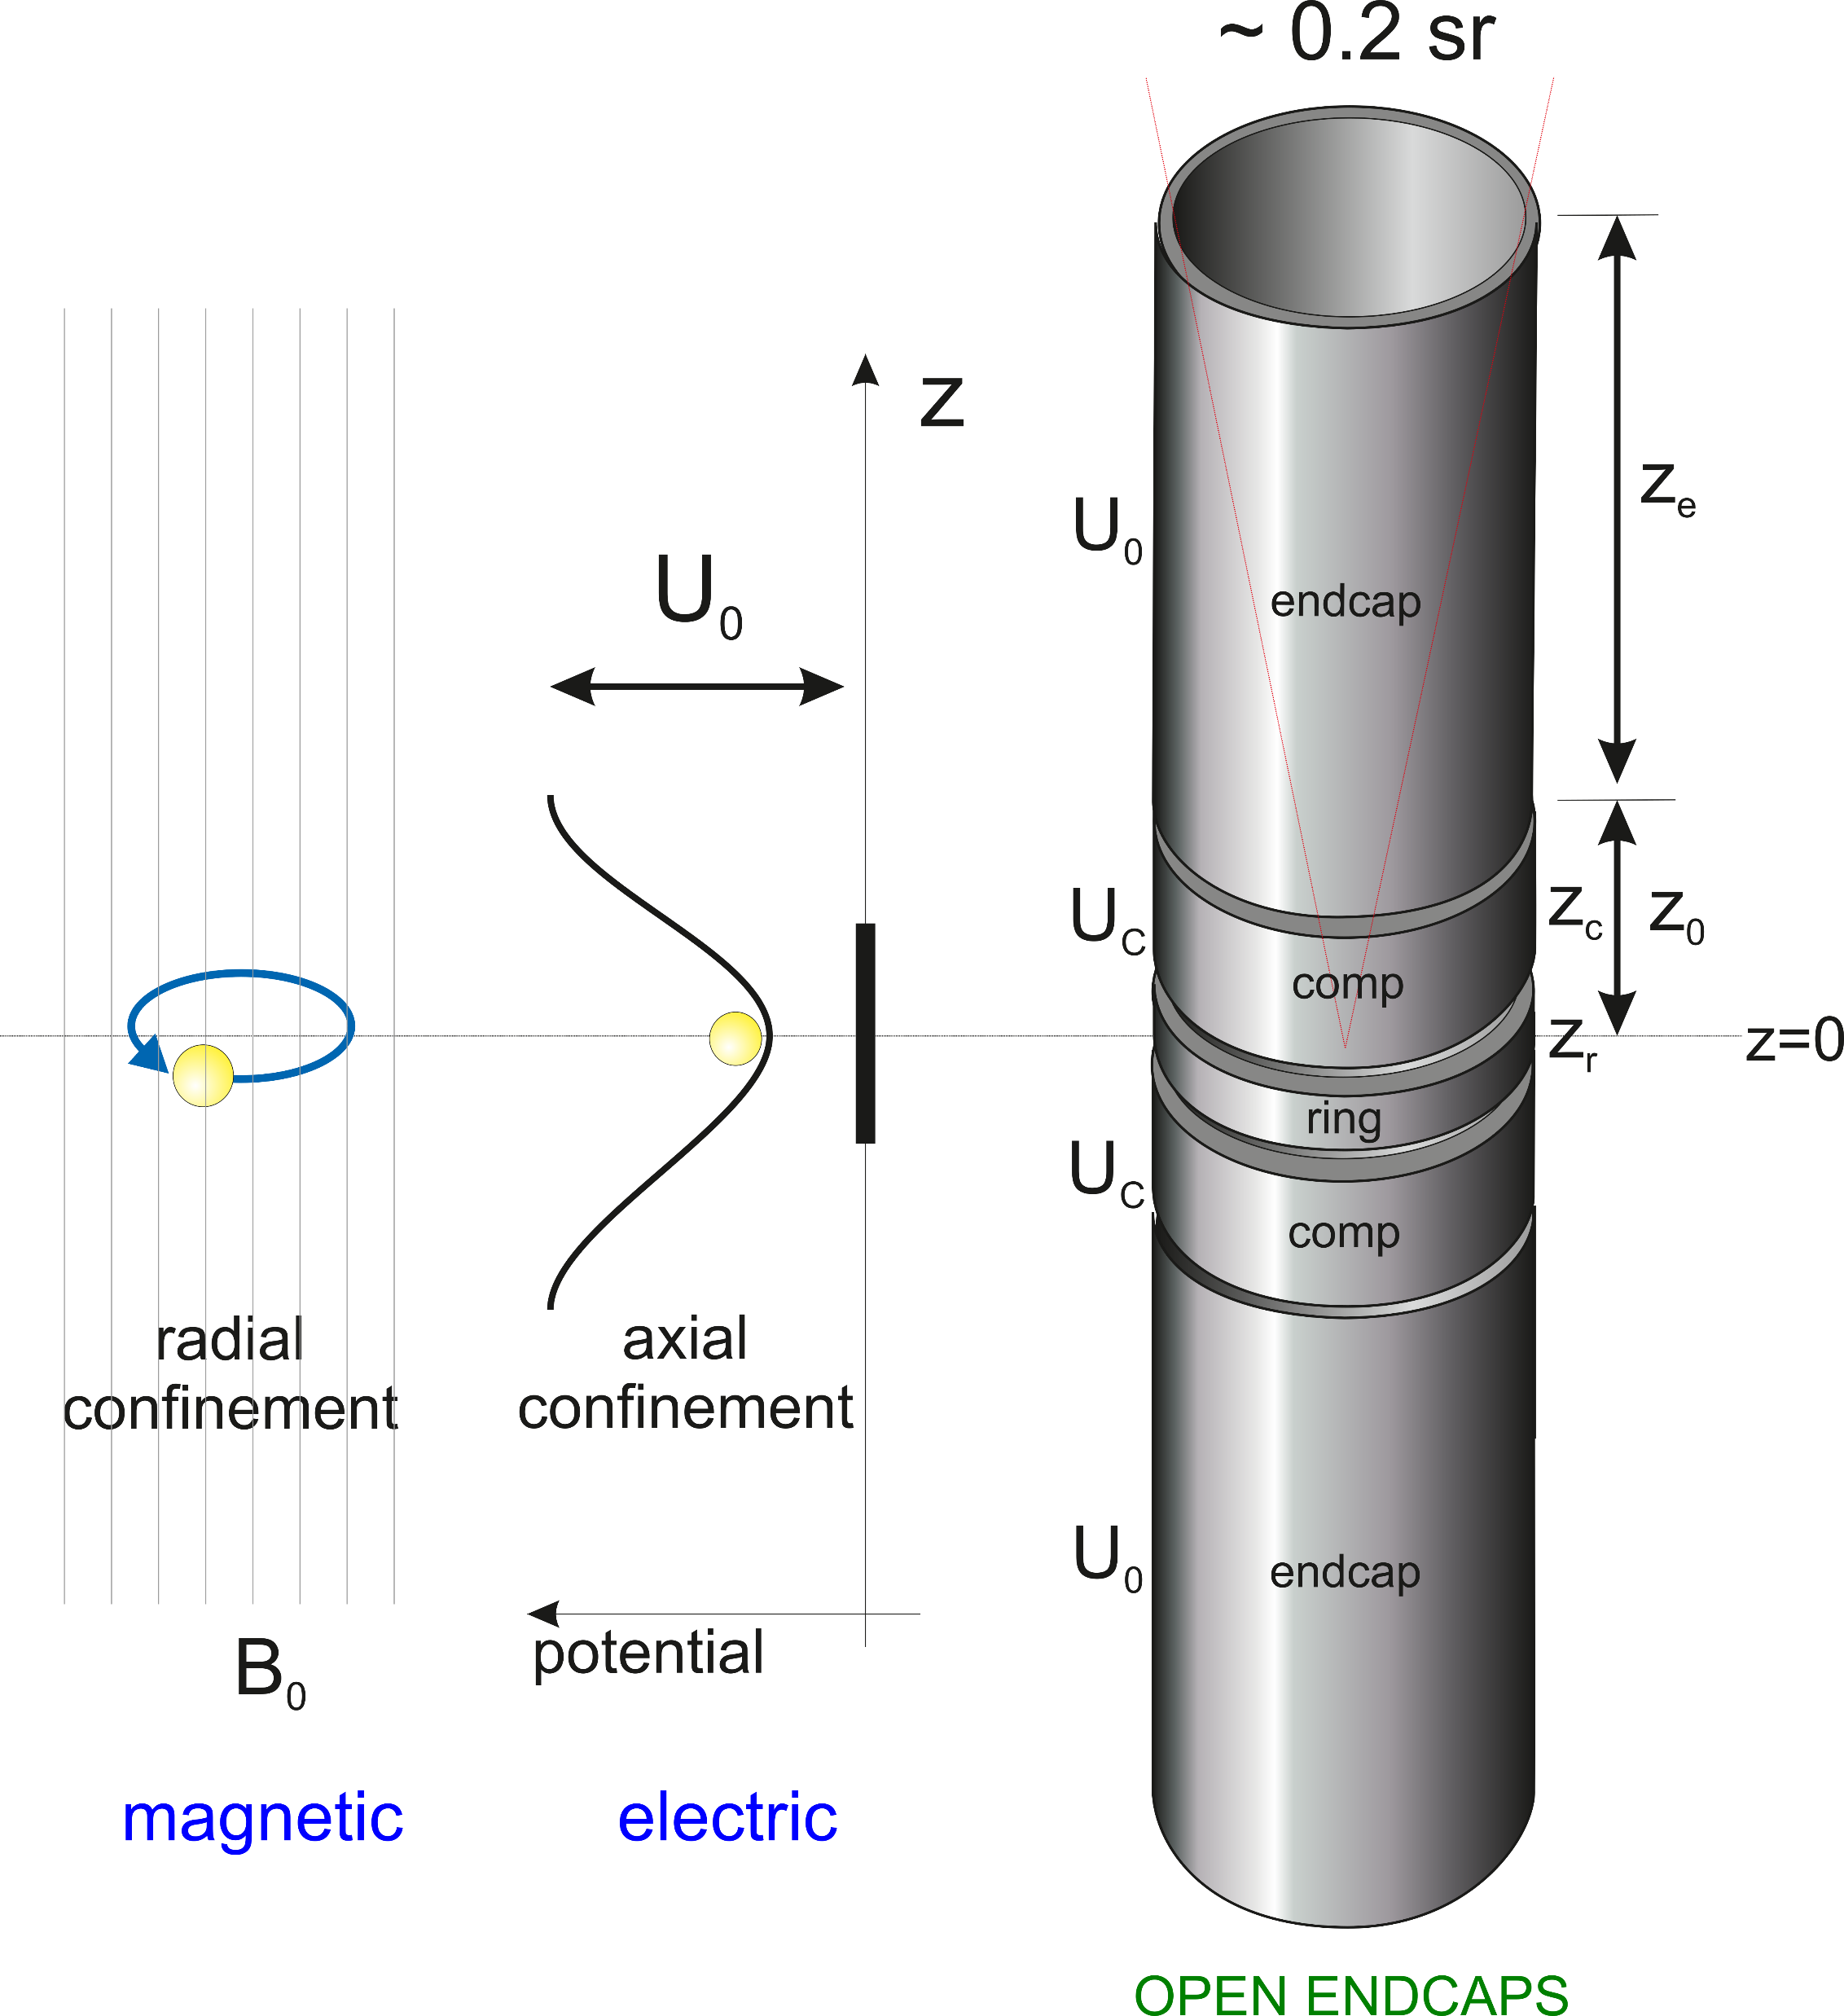 ~ 0.2 sr
z
U0
U0
endcap
ze
UC
zc
z0
comp
zr
z=0
ring
UC
comp
radial
confinement
axial
confinement
U0
endcap
potential
B0
magnetic
electric
OPEN ENDCAPS